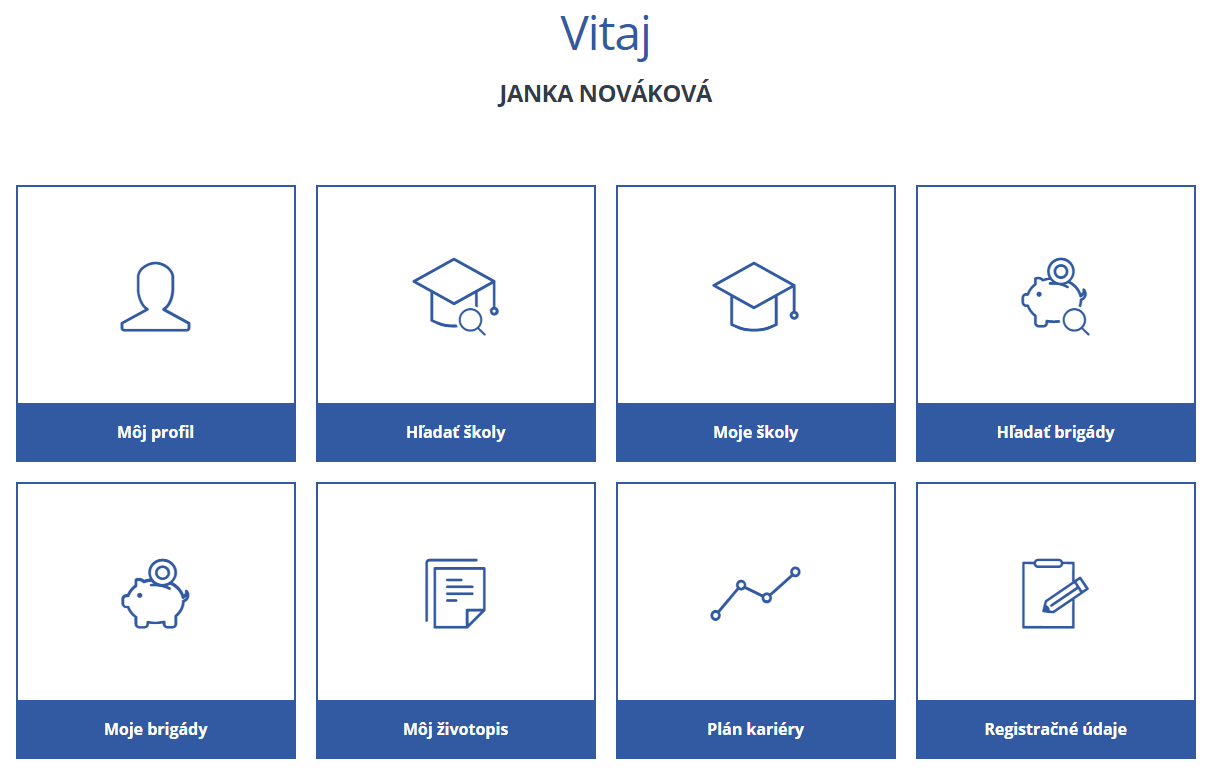 Vitaj
JANKA NOVÁKOVÁ
Môj profil
Hľadať školy
Moje školy
Hľadať brigády
Moje brigády
Môj životopis
Plán kariéry
Registračné údaje